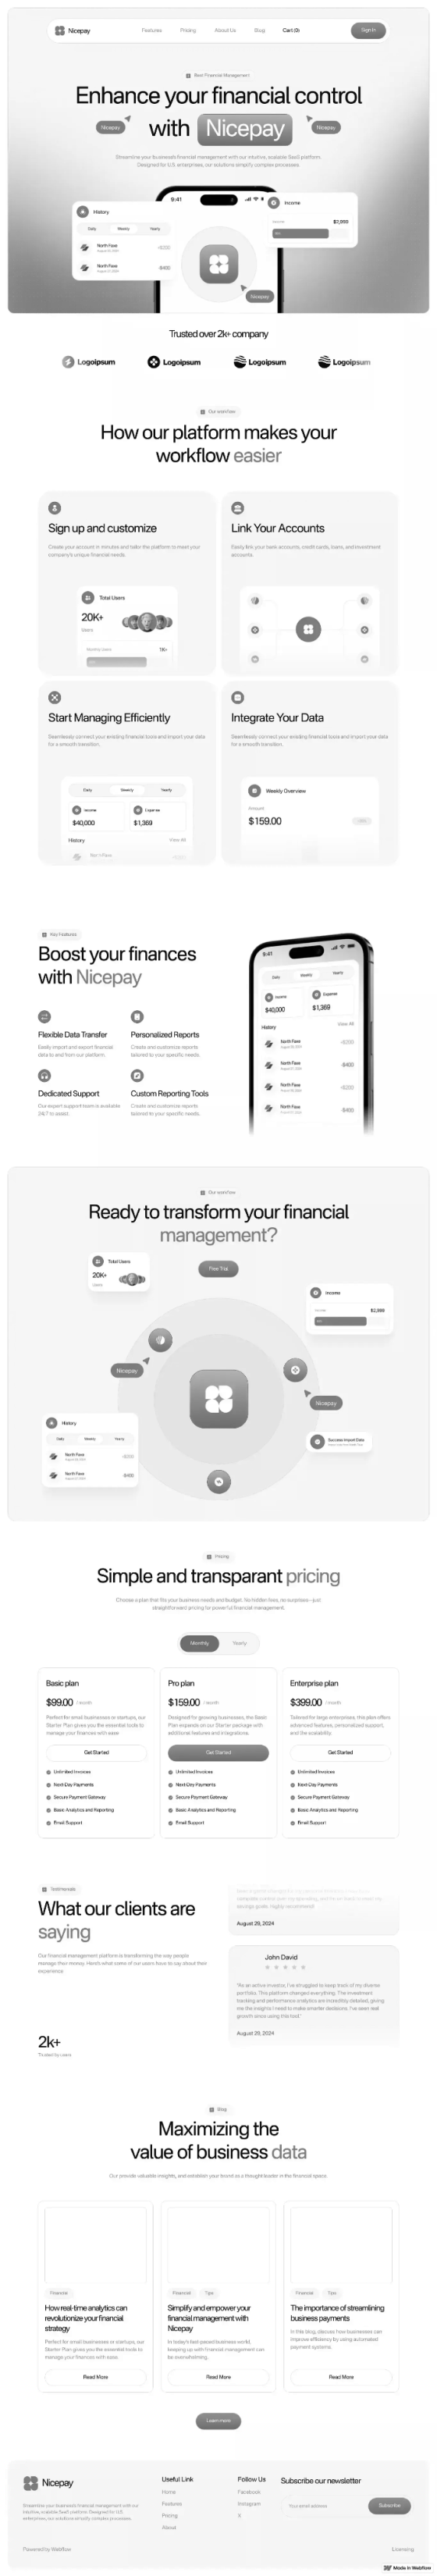 Nicepay
Features
Pricing
About Us
Blog
Cart (0)
Sign In
Best Financial Management
Enhance your financial control
with Nicepay
Nicepay
Nicepay
Streamline your business's financial management with our intuitive, scalable SaaS platform.
Designed for U.S. enterprises, our solutions simplify complex processes.
9:41
History
Daily
Weekly
Yearly
North Face
-$200
North Face
-$400
Income
Nicepay
Trusted over 2k+ company
Logoipsum
Logoipsum
Logoipsum
Logoipsum
Our workflow
How our platform makes your
workflow easier
Sign up and customize
Create your account in minutes and tailor the platform to meet your
company's unique financial needs.
Total Users
20K+
Users
Monthly Users
1K+
Link Your Accounts
Easily link your bank accounts, credit cards, loans, and investment
accounts.
Start Managing Efficiently
Seamlessly connect your existing financial tools and import your data
for a smooth transition.
Daily
Weekly
Yearly
Income
$40,000
Expense
$1,369
History
View All
North Face
Integrate Your Data
Seamlessly connect your existing financial tools and import your data
for a smooth transition.
Weekly Overview
Amount
$159.00
Key Features
Boost your finances
with Nicepay
Flexible Data Transfer
Easily import and export financial
data to and from our platform.
Personalized Reports
Create and customize reports
tailored to your specific needs.
Dedicated Support
Our expert support team is available
24/7 to assist.
Custom Reporting Tools
Create and customize reports
tailored to your specific needs.
9:41
Daily
Weekly
Yearly
Income
$40,000
Expense
$1,369
History
View All
North Face
-$200
North Face
-$400
North Face
-$200
North Face
-$400
Our workflow
Ready to transform your financial
management?
Free Trial
Total Users
20K+
Users
Income
$2,000
Nicepay
Nicepay
History
Daily
Weekly
Yearly
North Face
-$200
North Face
-$400
Success Import Data
Pricing
Simple and transparent pricing
Choose a plan that fits your business needs and budget. No hidden fees, no surprises—just
straightforward pricing for powerful financial management.
Monthly
Yearly
Basic plan
$99.00 / month
Perfect for small businesses or startups, our
Starter Plan gives you the essential tools to
manage your finances with ease
Get Started
Unlimited Invoices
Next-Day Payments
Secure Payment Gateway
Basic Analytics and Reporting
Email Support
Pro plan
$159.00 / month
Designed for growing businesses, the Basic
Plan expands on our Starter package with
additional features and integrations.
Get Started
Unlimited Invoices
Next-Day Payments
Secure Payment Gateway
Basic Analytics and Reporting
Email Support
Enterprise plan
$399.00 / month
Tailored for large enterprises, this plan offers
advanced features, personalized support,
and the scalability.
Get Started
Unlimited Invoices
Next-Day Payments
Secure Payment Gateway
Basic Analytics and Reporting
Email Support
Testimonials
What our clients are
saying
Our financial management platform is transforming the way people
manage their money. Here's what some of our users have to say about their
experience.
2k+
Trusted by users
savings goals. Highly recommend!
August 29, 2024
John David
"As an active investor, I've struggled to keep track of my diverse
portfolio. This platform changed everything. The investment
tracking and performance analytics are incredibly detailed, giving
me the insights I need to make smarter decisions. I've seen real
growth since using this tool."
August 29, 2024
Blog
Maximizing the
value of business data
Our provide valuable insights, and establish your brand as a thought leader in the financial space.
Financial
How real-time analytics can
revolutionize your financial
strategy
Perfect for small businesses or startups, our
Starter Plan gives you the essential tools to
manage your finances with ease
Read More
Financial
Tips
Simplify and empower your
financial management with
Nicepay
In today's fast-paced business world,
keeping up with financial management can
be overwhelming.
Read More
Financial
Tips
The importance of streamlining
business payments
In this blog, discuss how businesses can
improve efficiency by using automated
payment systems.
Read More
Learn more
Nicepay
Streamline your business's financial management with our
intuitive, scalable SaaS platform. Designed for U.S.
enterprises, our solutions simplify complex processes.
Useful Link
Home
Features
Pricing
About
Follow Us
Facebook
Instagram
X
Subscribe our newsletter
Your email address
Subscribe
Powered by Webflow
Licensing
Made in Webflow